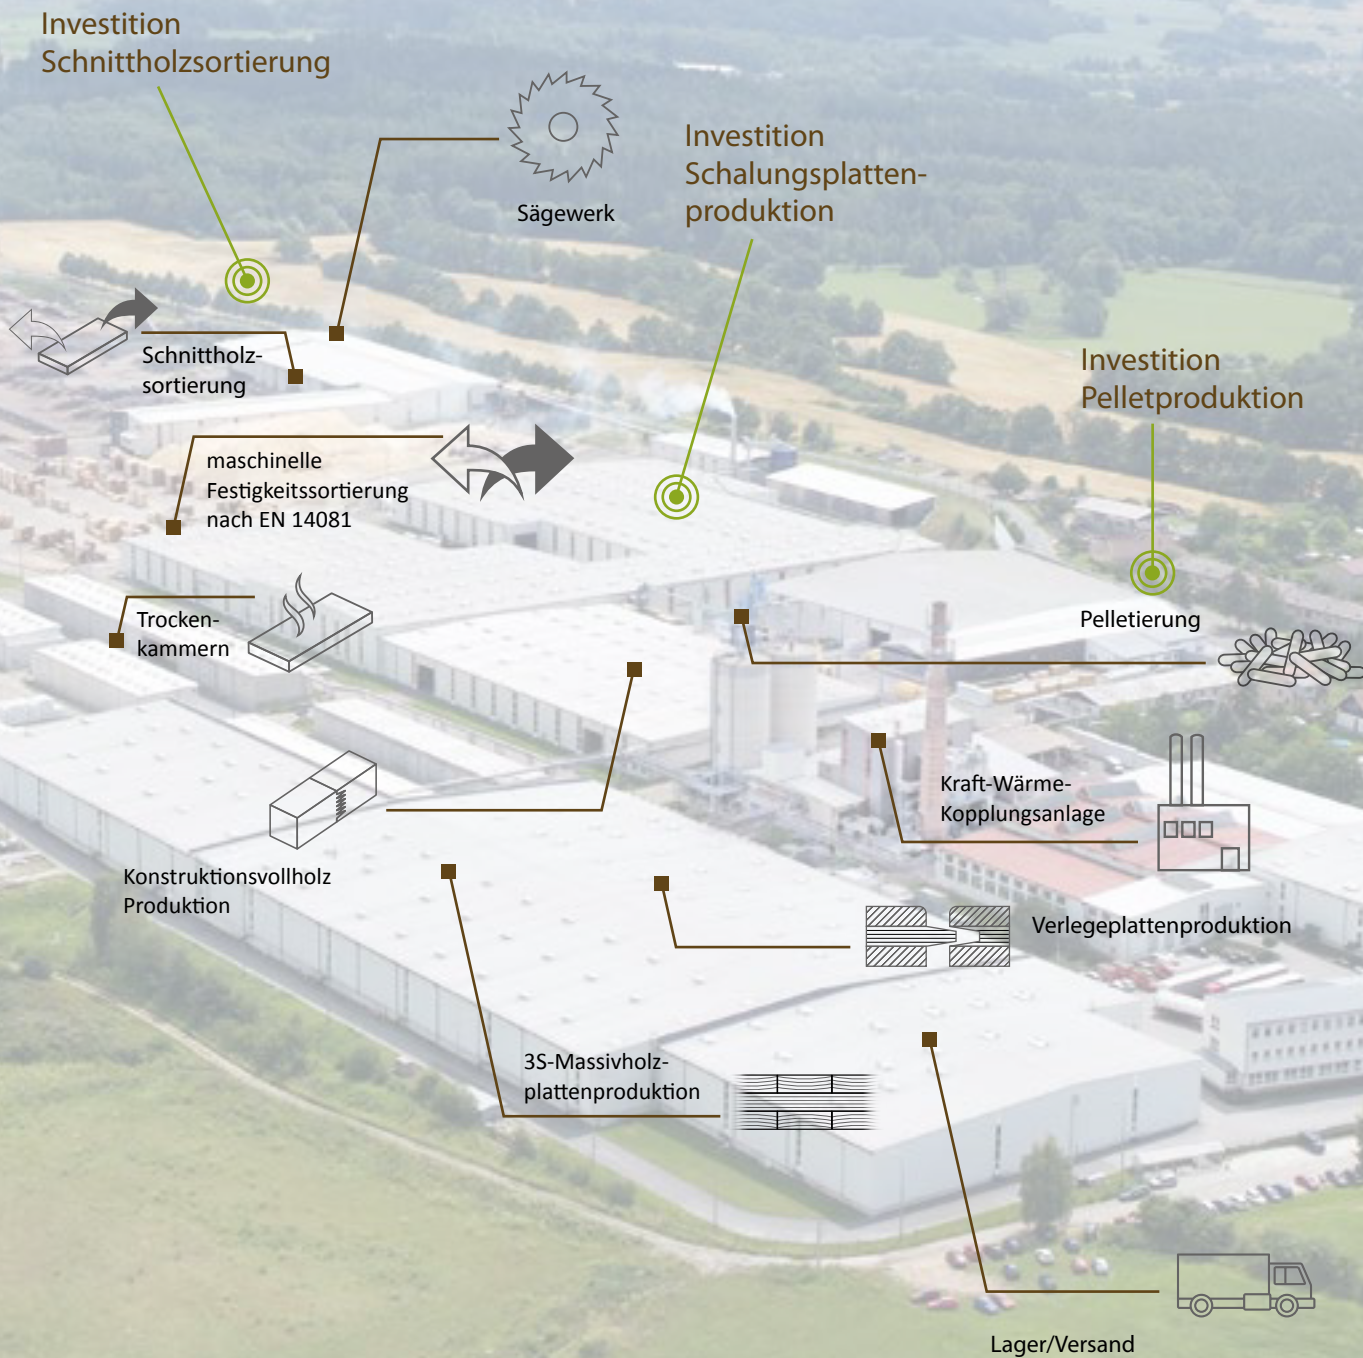 Investition
Schnittholzsortierung
Sägewerk
Investition
Schalungsplatten-
produktion
Schnittholz-
sortierung
Investition
Pelletproduktion
maschinelle
Festigkeitssortierung
nach EN 14081
Trocken-
kammern
Pelletierung
Kraft-Wärme-
Kopplungsanlage
Konstruktionsvollholz
Produktion
Verlegeplattenproduktion
3S-Massivholz-
plattenproduktion
Lager/Versand